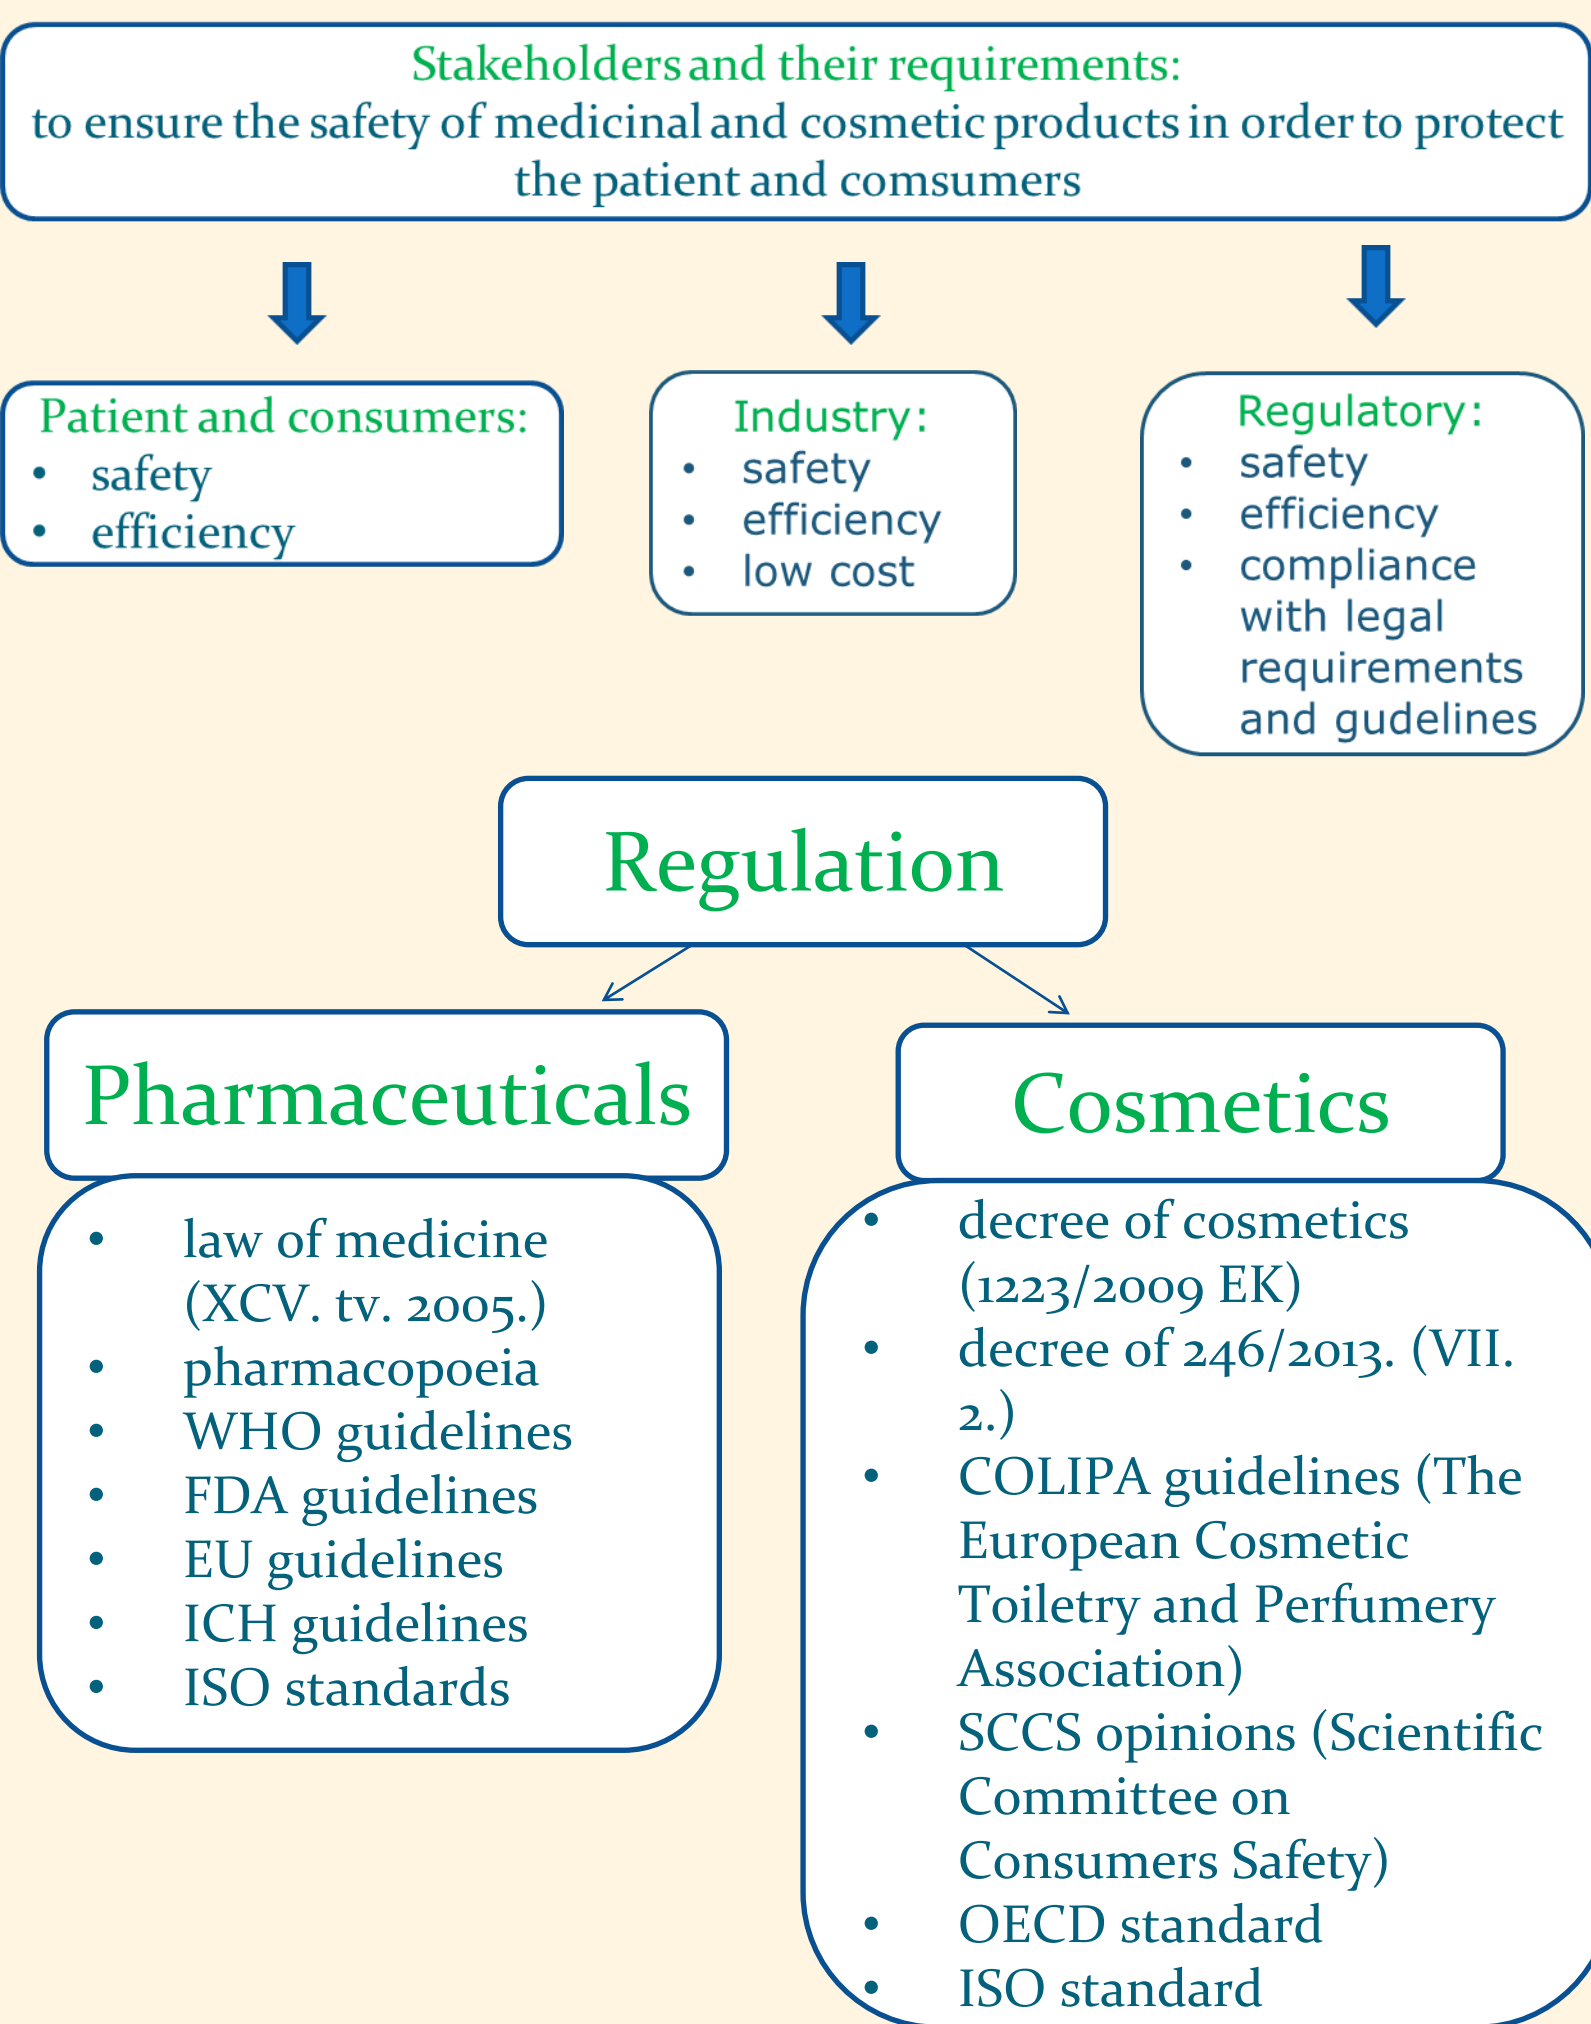 Stakeholders and their requirements:
to ensure the safety of medicinal and cosmetic products in order to protect
the patient and comsumers
Patient and consumers:
• safety
• efficiency
Industry:
• safety
• efficiency
• low cost
Regulatory:
• safety
• efficiency
• compliance
with legal
requirements
and gudelines
Regulation
Pharmaceuticals
• law of medicine
(XCV. tv. 2005.)
• pharmacopoeia
• WHO guidelines
• FDA guidelines
• EU guidelines
• ICH guidelines
• ISO standards
Cosmetics
• decree of cosmetics
(1223/2009 EK)
• decree of 246/2013. (VII.
2.)
• COLIPA guidelines (The
European Cosmetic
Toiletry and Perfumery
Association)
• SCCS opinions (Scientific
Committee on
Consumers Safety)
• OECD standard
• ISO standard